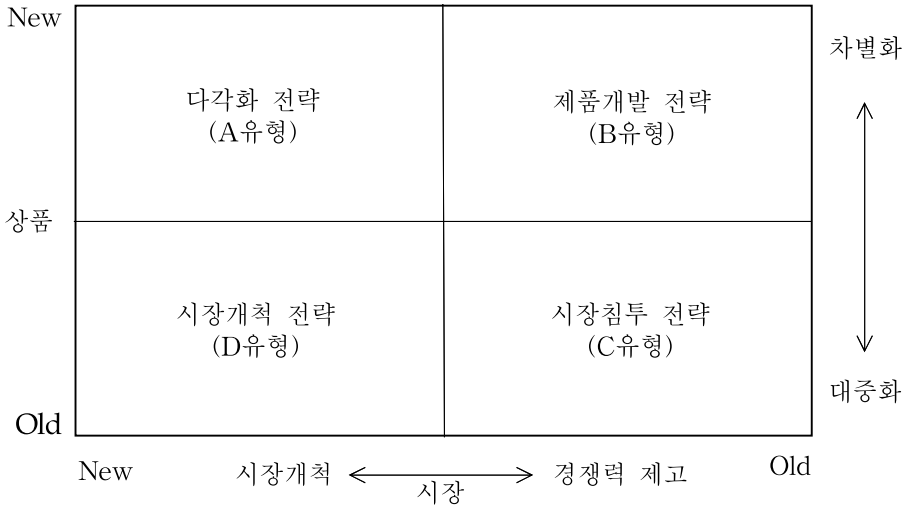 New
차별화
다각화 전략
(A유형)
제품개발 전략
(B유형)
상품
시장개척 전략
(D유형)
시장침투 전략
(C유형)
대중화
Old
New
시장개척
시장
경쟁력 제고
Old